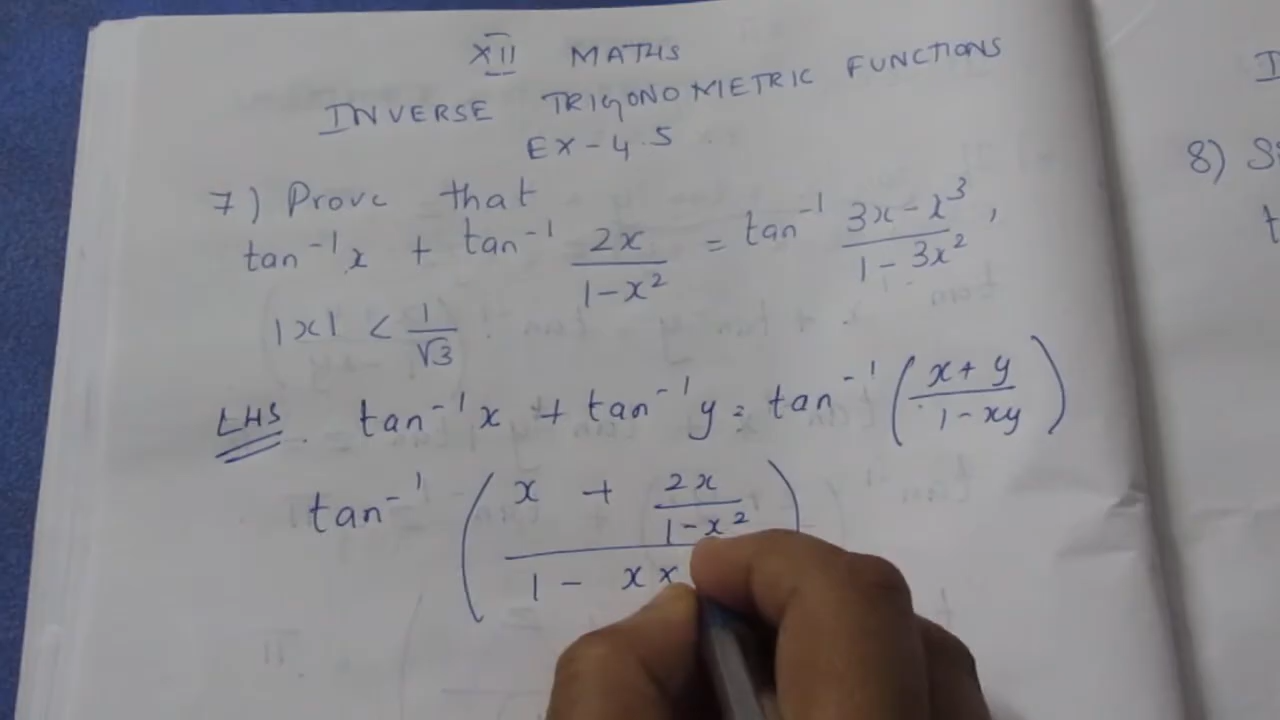 XII MATHS
INVERSE TRIGONOMETRIC FUNCTIONS
EX-4.5
7) Prove that
tan⁻¹x + tan⁻¹ 2x/(1-x²) = tan⁻¹ (3x-x³)/(1-3x²),
|x| < 1/√3
LHS. tan⁻¹x + tan⁻¹y = tan⁻¹ ((x+y)/(1-xy))
tan⁻¹ ((x + 2x/(1-x²))/(1 - x ×
8)